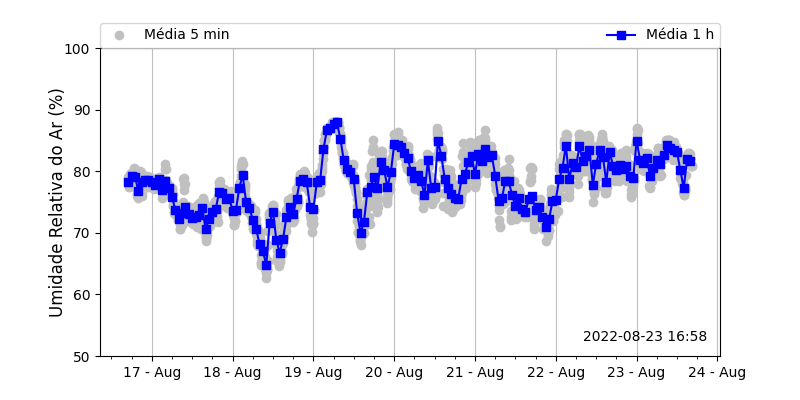 Média 5 min
Média 1 h
Umidade Relativa do Ar (%)
100
90
80
70
60
50
2022-08-23 16:58
17 - Aug
18 - Aug
19 - Aug
20 - Aug
21 - Aug
22 - Aug
23 - Aug
24 - Aug